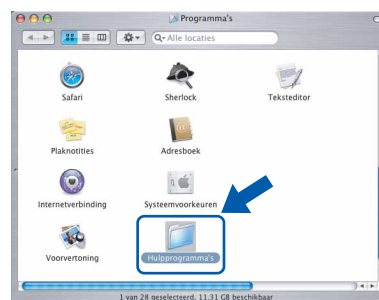 Programma's
Alle locaties
Safari
Sherlock
Teksteditor
Plaknotities
Adresboek
Internetverbinding
Systeemvoorkeuren
Voorvertoning
Hulpprogramma's
1 van 28 geselecteerd, 11,31 GB beschikbaar